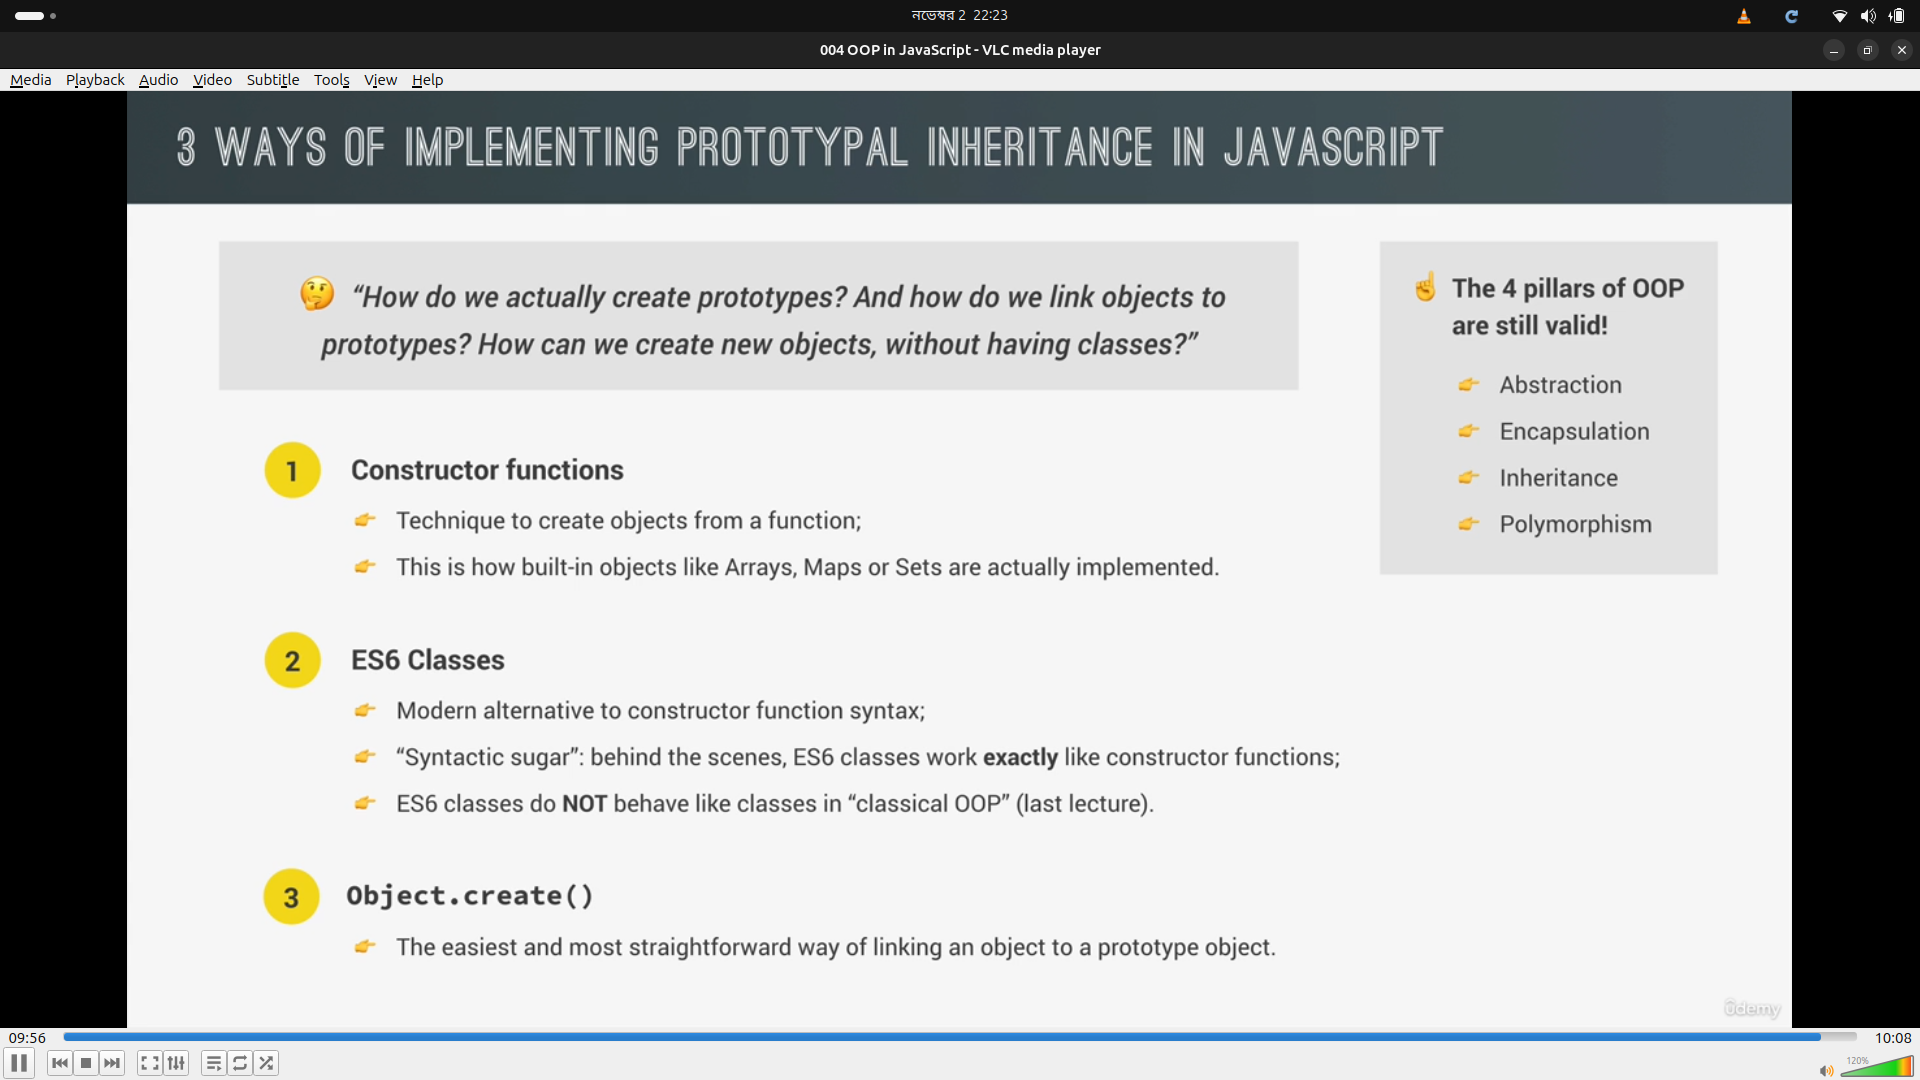 নভেম্বর 2 22:23
004 OOP in JavaScript - VLC media player
Media Playback Audio Video Subtitle Tools View Help
3 WAYS OF IMPLEMENTING PROTOTYPAL INHERITANCE IN JAVASCRIPT
“How do we actually create prototypes? And how do we link objects to
prototypes? How can we create new objects, without having classes?”
The 4 pillars of OOP
are still valid!
Abstraction
Encapsulation
Inheritance
Polymorphism
1 Constructor functions
Technique to create objects from a function;
This is how built-in objects like Arrays, Maps or Sets are actually implemented.
2 ES6 Classes
Modern alternative to constructor function syntax;
“Syntactic sugar”: behind the scenes, ES6 classes work exactly like constructor functions;
ES6 classes do NOT behave like classes in “classical OOP” (last lecture).
3 Object.create()
The easiest and most straightforward way of linking an object to a prototype object.
Udemy
09:56 10:08
120%